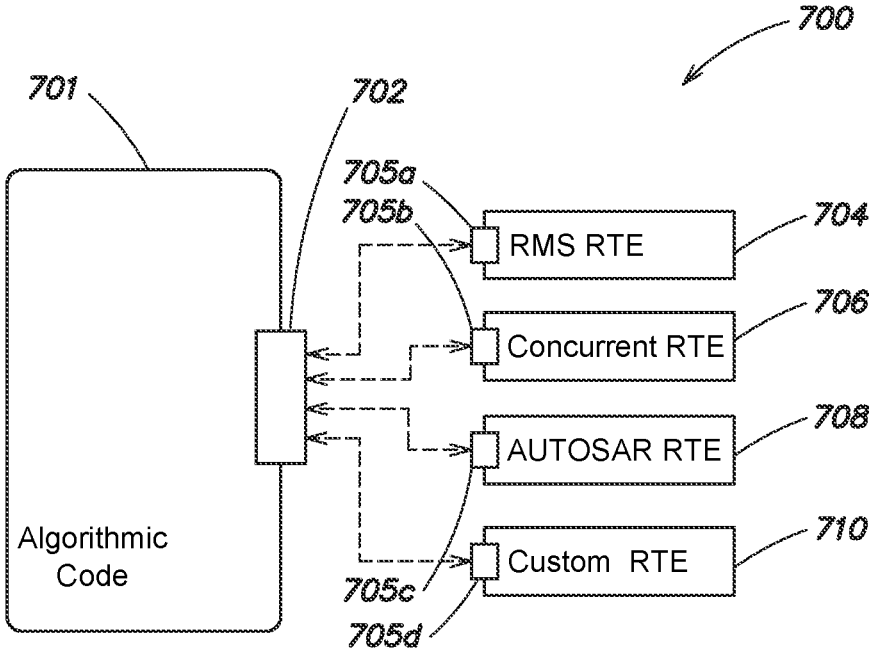 700
701
702
705a
705b
RMS RTE
704
Concurrent RTE
706
AUTOSAR RTE
708
Algorithmic
Code
Custom RTE
710
705c
705d